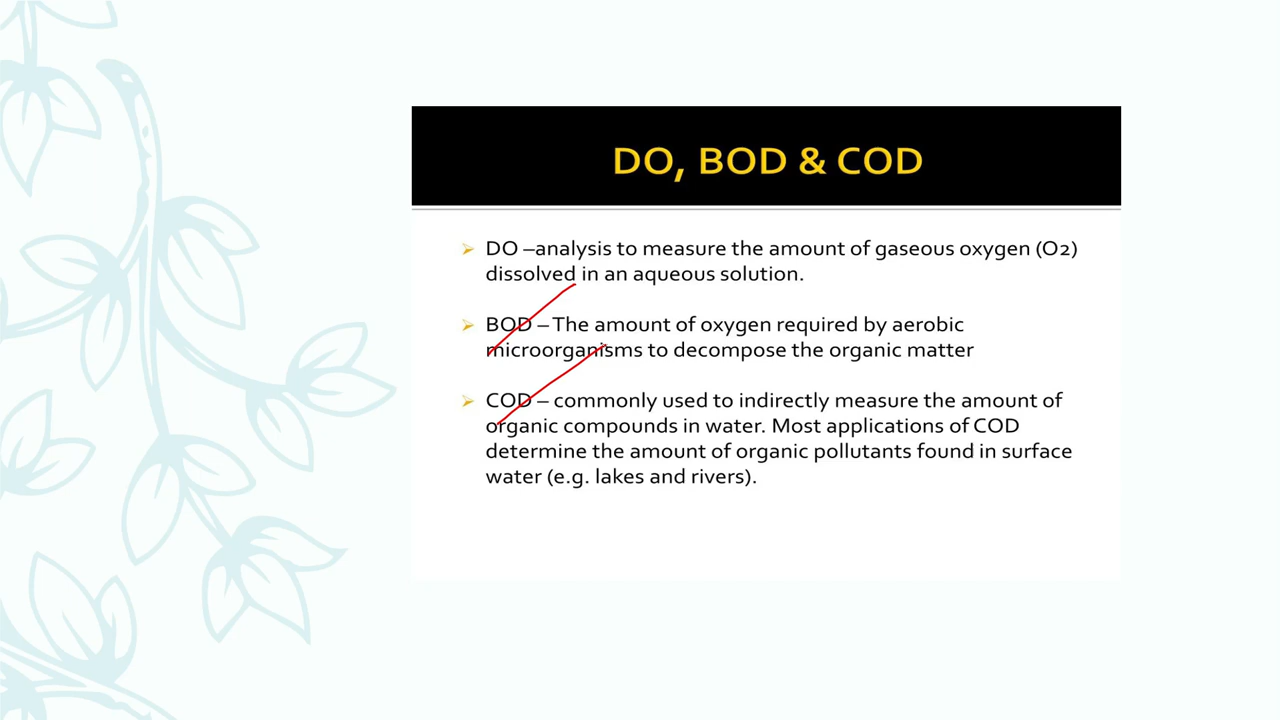 DO, BOD & COD
DO –analysis to measure the amount of gaseous oxygen (O2)
dissolved in an aqueous solution.
BOD – The amount of oxygen required by aerobic
microorganisms to decompose the organic matter
COD – commonly used to indirectly measure the amount of
organic compounds in water. Most applications of COD
determine the amount of organic pollutants found in surface
water (e.g. lakes and rivers).